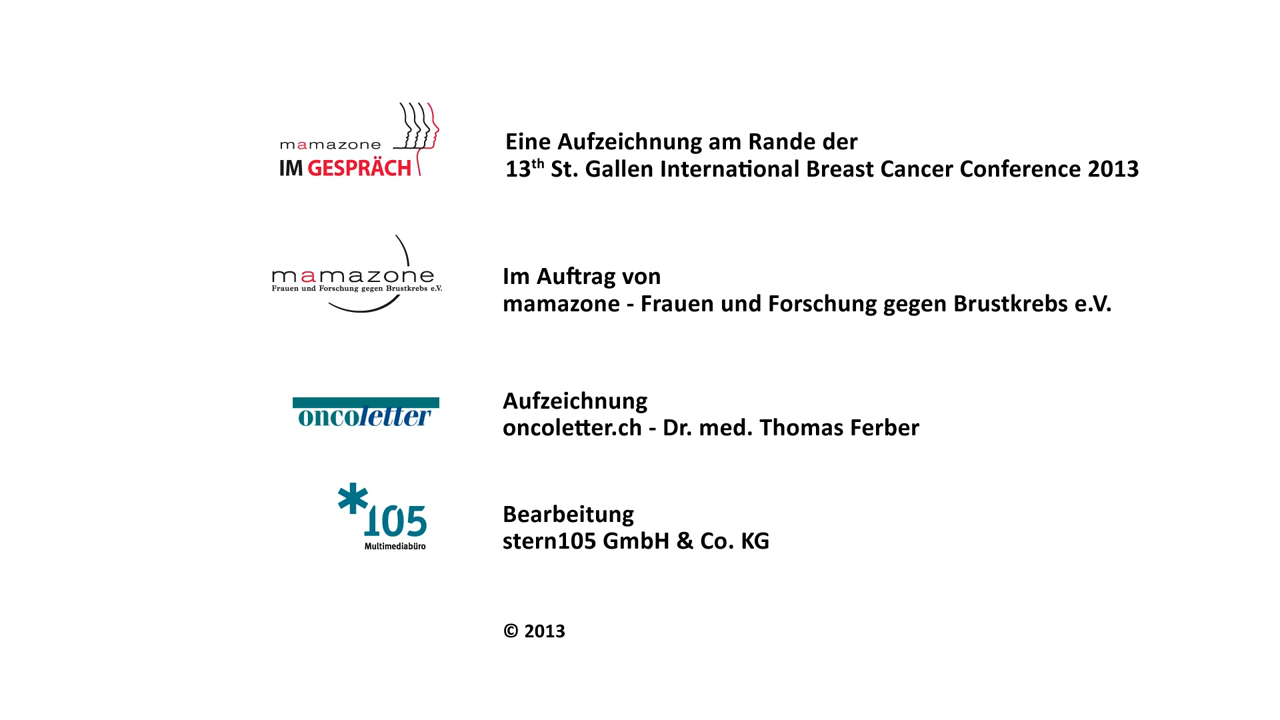 mamazone
IM GESPRÄCH
Eine Aufzeichnung am Rande der
13th St. Gallen International Breast Cancer Conference 2013
mamazone
Frauen und Forschung gegen Brustkrebs e.V.
Im Auftrag von
mamazone - Frauen und Forschung gegen Brustkrebs e.V.
oncoletter
Aufzeichnung
oncoletter.ch - Dr. med. Thomas Ferber
*105
Multimediabüro
Bearbeitung
stern105 GmbH & Co. KG
© 2013